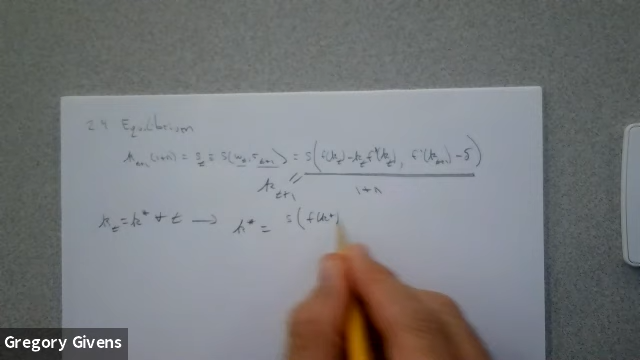 2.4 Equilibrium
k_{t+1}(1+n) = s_t = s(w_t, r_{t+1}) = s(f(k_t) - k_t f'(k_t), f'(k_{t+1}) - δ)
k_{t+1} = 1+n
k_t = k* ∀ t → k* = s(f(k*)
Gregory Givens